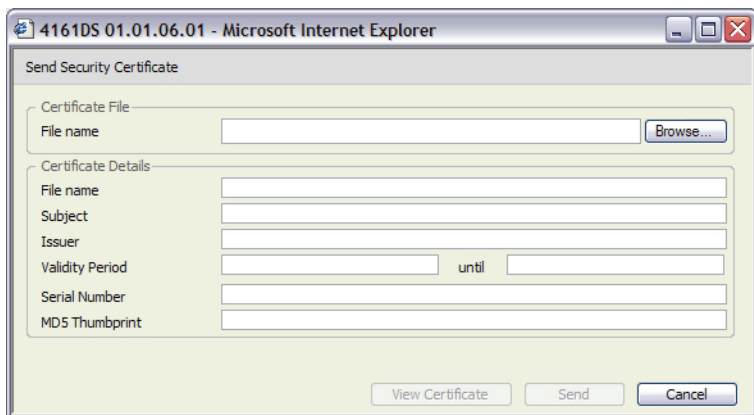 4161DS 01.01.06.01 - Microsoft Internet Explorer
Send Security Certificate
Certificate File
File name Browse...
Certificate Details
File name
Subject
Issuer
Validity Period until
Serial Number
MD5 Thumbprint
View Certificate Send Cancel